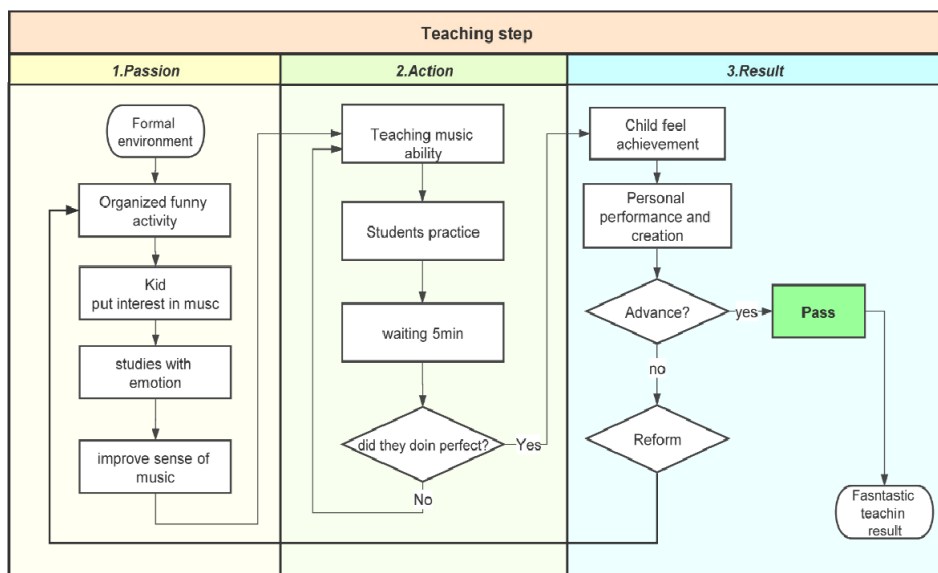 Teaching step
1.Passion
2.Action
3.Result
Formal
environment
Organized funny
activity
Kid
put interest in musc
studies with
emotion
improve sense of
music
Teaching music
ability
Students practice
waiting 5min
did they doin perfect?
Yes
No
Child feel
achievement
Personal
performance and
creation
Advance?
yes
Pass
no
Reform
Fasntastic
teachin
result